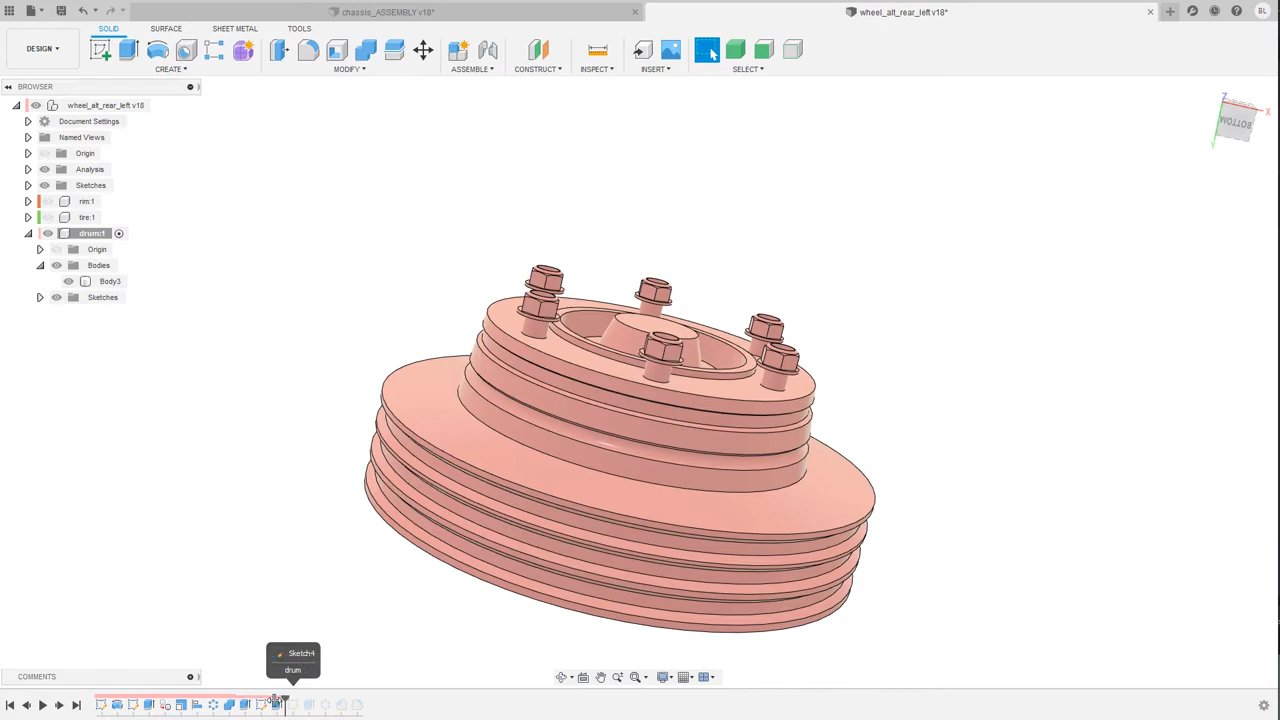 chassis_ASSEMBLY v18*
wheel_alt_rear_left v18*
BL
SOLID
SURFACE
SHEET METAL
TOOLS
DESIGN
CREATE
MODIFY
ASSEMBLE
CONSTRUCT
INSPECT
INSERT
SELECT
BROWSER
wheel_alt_rear_left v18
Document Settings
Named Views
Origin
Analysis
Sketches
rim:1
tire:1
drum:1
Origin
Bodies
Body3
Sketches
Z
X
Y
BOTTOM
Sketch4
drum
COMMENTS